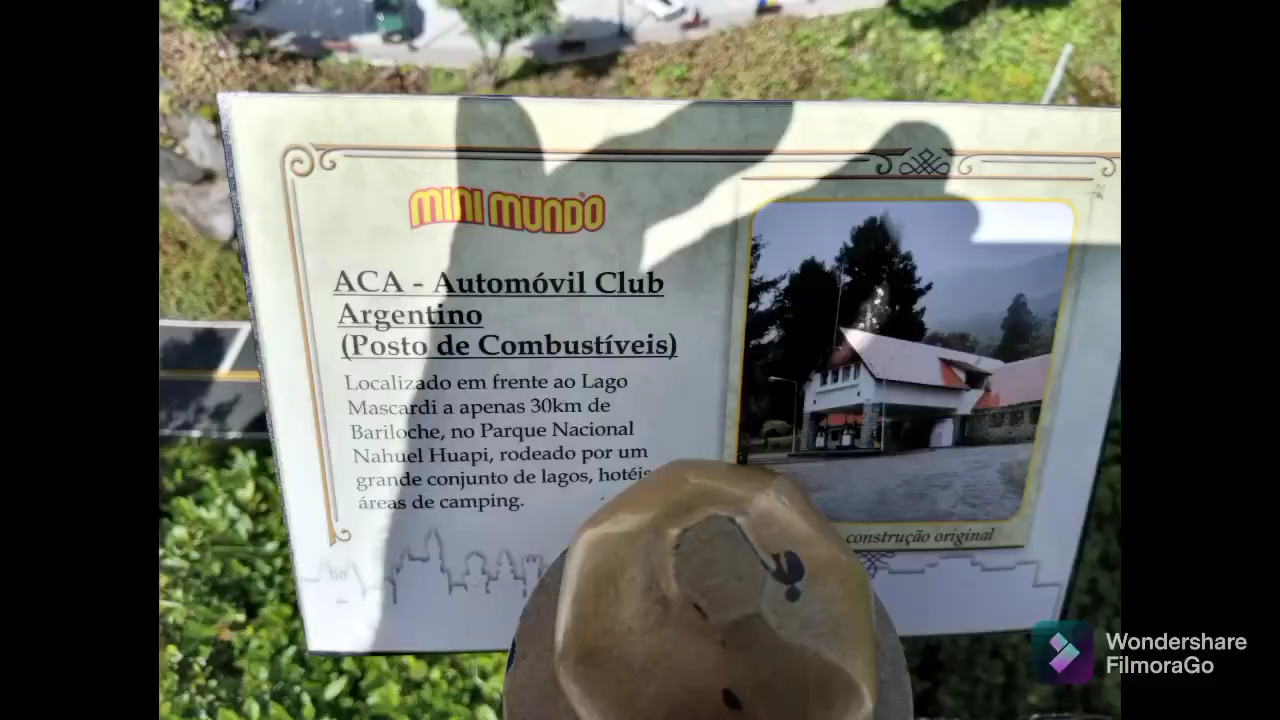 MINI MUNDO
ACA - Automóvil Club
Argentino
(Posto de Combustíveis)
Localizado em frente ao Lago
Mascardi a apenas 30km de
Bariloche, no Parque Nacional
Nahuel Huapi, rodeado por um
grande conjunto de lagos, hotéis
áreas de camping.
construção original
Wondershare
FilmoraGo